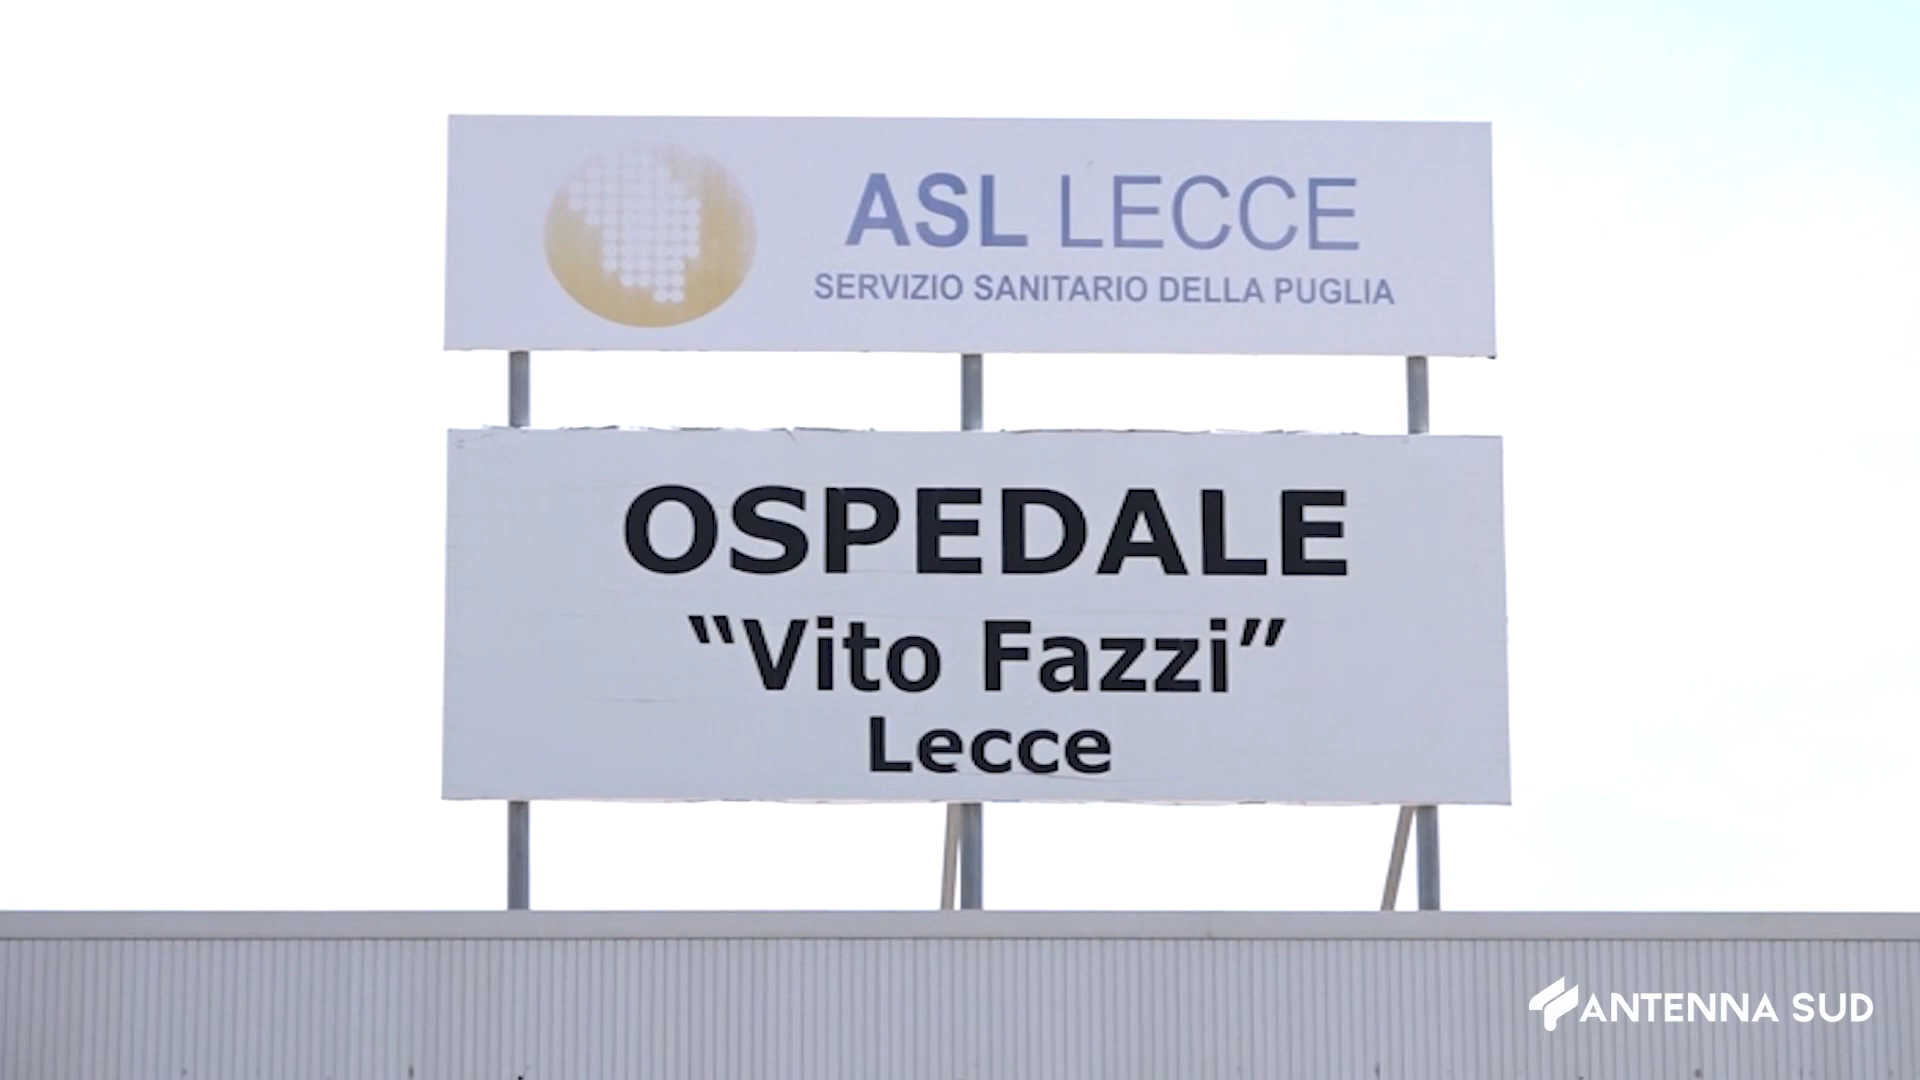 ASL LECCE
SERVIZIO SANITARIO DELLA PUGLIA
OSPEDALE
“Vito Fazzi”
Lecce
ANTENNA SUD